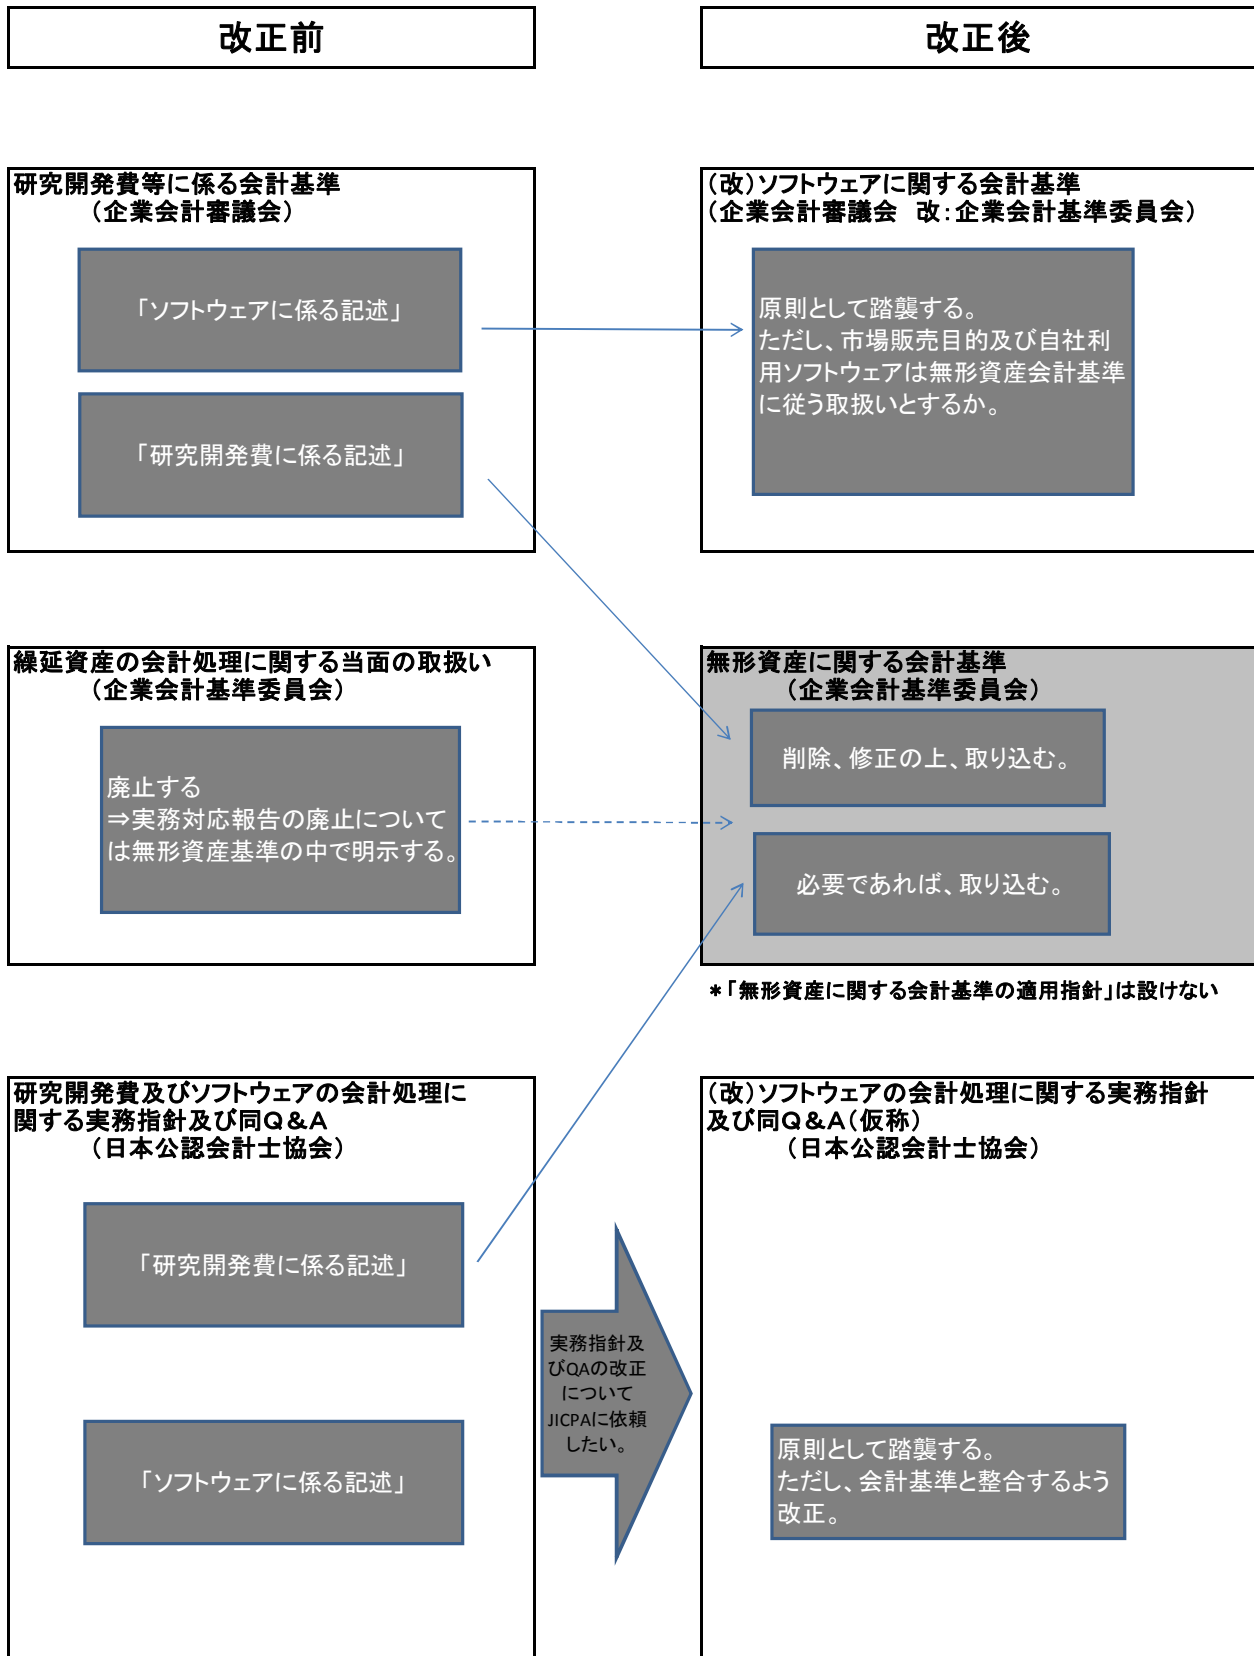 改正前
改正後
研究開発費等に係る会計基準
（企業会計審議会）
「ソフトウェアに係る記述」
「研究開発費に係る記述」
（改）ソフトウェアに関する会計基準
（企業会計審議会　改：企業会計基準委員会）
原則として踏襲する。
ただし、市場販売目的及び自社利
用ソフトウェアは無形資産会計基準
に従う取扱いとするか。
繰延資産の会計処理に関する当面の取扱い
（企業会計基準委員会）
廃止する
⇒実務対応報告の廃止について
は無形資産基準の中で明示する。
無形資産に関する会計基準
（企業会計基準委員会）
削除、修正の上、取り込む。
必要であれば、取り込む。
＊「無形資産に関する会計基準の適用指針」は設けない
研究開発費及びソフトウェアの会計処理に
関する実務指針及び同Ｑ＆Ａ
（日本公認会計士協会）
「研究開発費に係る記述」
「ソフトウェアに係る記述」
実務指針及
びQAの改正
について
JICPAに依頼
したい。
（改）ソフトウェアの会計処理に関する実務指針
及び同Ｑ＆Ａ（仮称）
（日本公認会計士協会）
原則として踏襲する。
ただし、会計基準と整合するよう
改正。